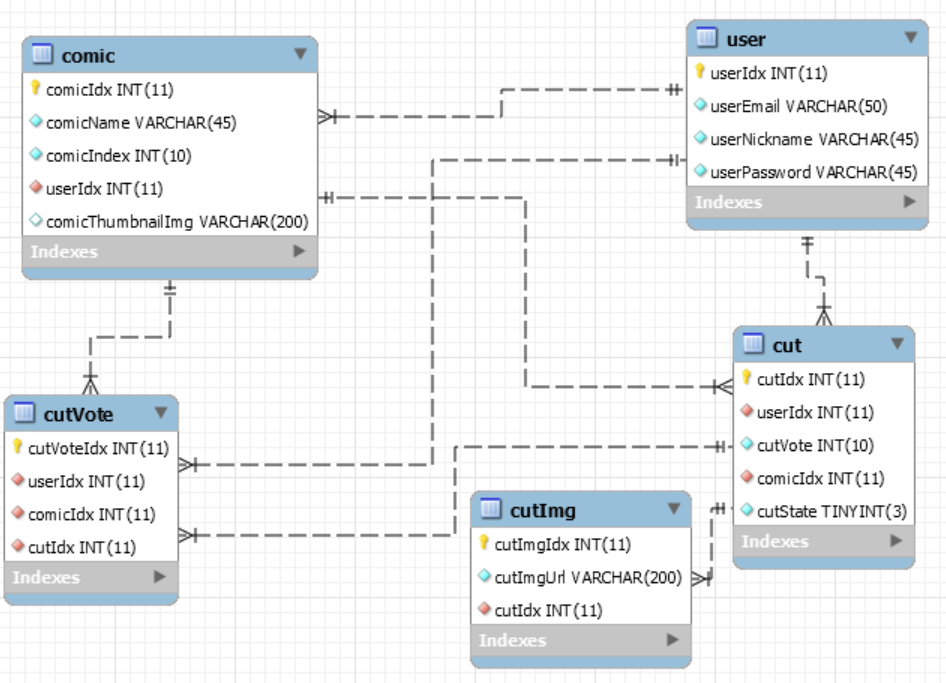 comic
comicIdx INT(11)
comicName VARCHAR(45)
comicIndex INT(10)
userIdx INT(11)
comicThumbnailImg VARCHAR(200)
Indexes
user
userIdx INT(11)
userEmail VARCHAR(50)
userNickname VARCHAR(45)
userPassword VARCHAR(45)
Indexes
cutVote
cutVoteIdx INT(11)
userIdx INT(11)
comicIdx INT(11)
cutIdx INT(11)
Indexes
cut
cutIdx INT(11)
userIdx INT(11)
cutVote INT(10)
comicIdx INT(11)
cutState TINYINT(3)
Indexes
cutImg
cutImgIdx INT(11)
cutImgUrl VARCHAR(200)
cutIdx INT(11)
Indexes